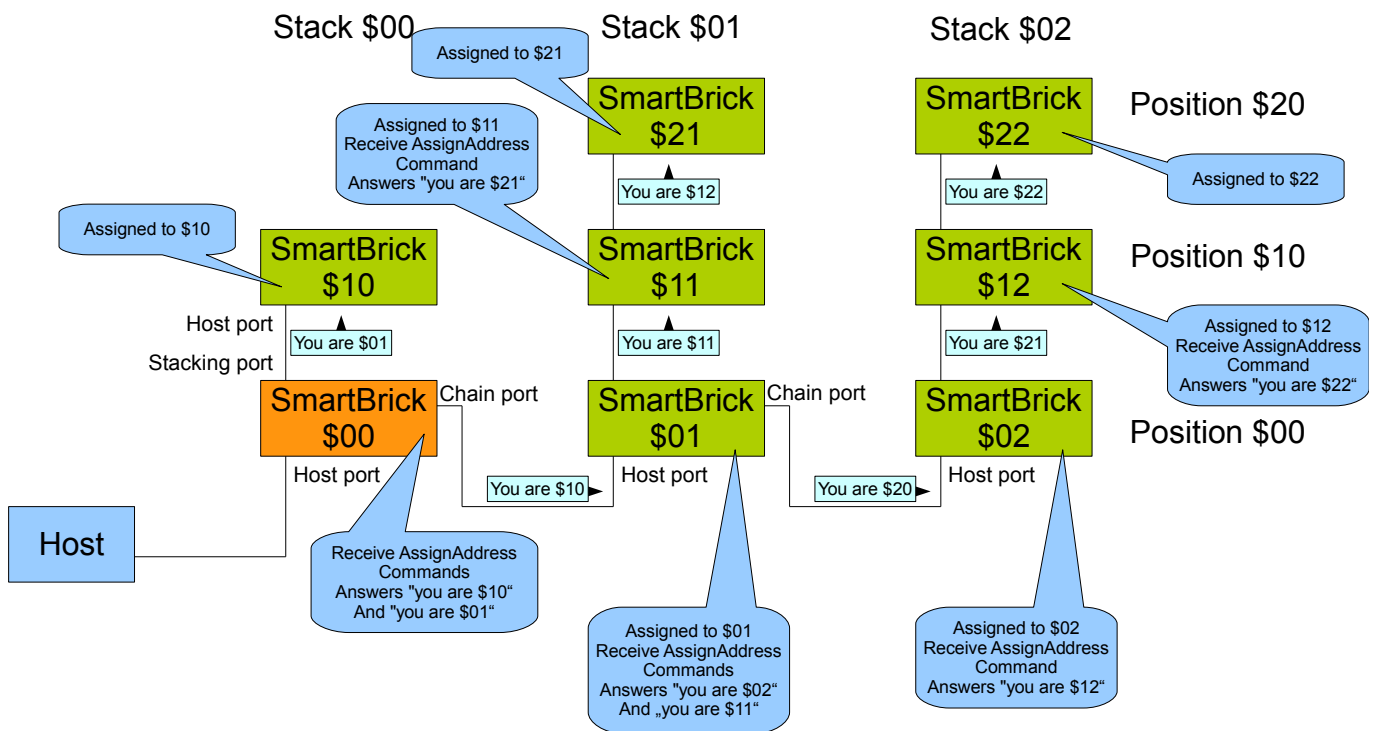 Stack $00
Stack $01
Stack $02
Assigned to $21
SmartBrick
$21
SmartBrick
$22
Position $20
Assigned to $11
Receive AssignAddress
Command
Answers "you are $21“
You are $12
You are $22
Assigned to $22
Assigned to $10
SmartBrick
$10
SmartBrick
$11
SmartBrick
$12
Position $10
Host port
You are $01
You are $11
You are $21
Assigned to $12
Receive AssignAddress
Command
Answers "you are $22“
Stacking port
SmartBrick
$00
Chain port
SmartBrick
$01
Chain port
SmartBrick
$02
Position $00
Host port
Host port
Host port
You are $10
You are $20
Host
Receive AssignAddress
Commands
Answers "you are $10“
And "you are $01“
Assigned to $01
Receive AssignAddress
Commands
Answers "you are $02“
And „you are $11“
Assigned to $02
Receive AssignAddress
Command
Answers "you are $12“